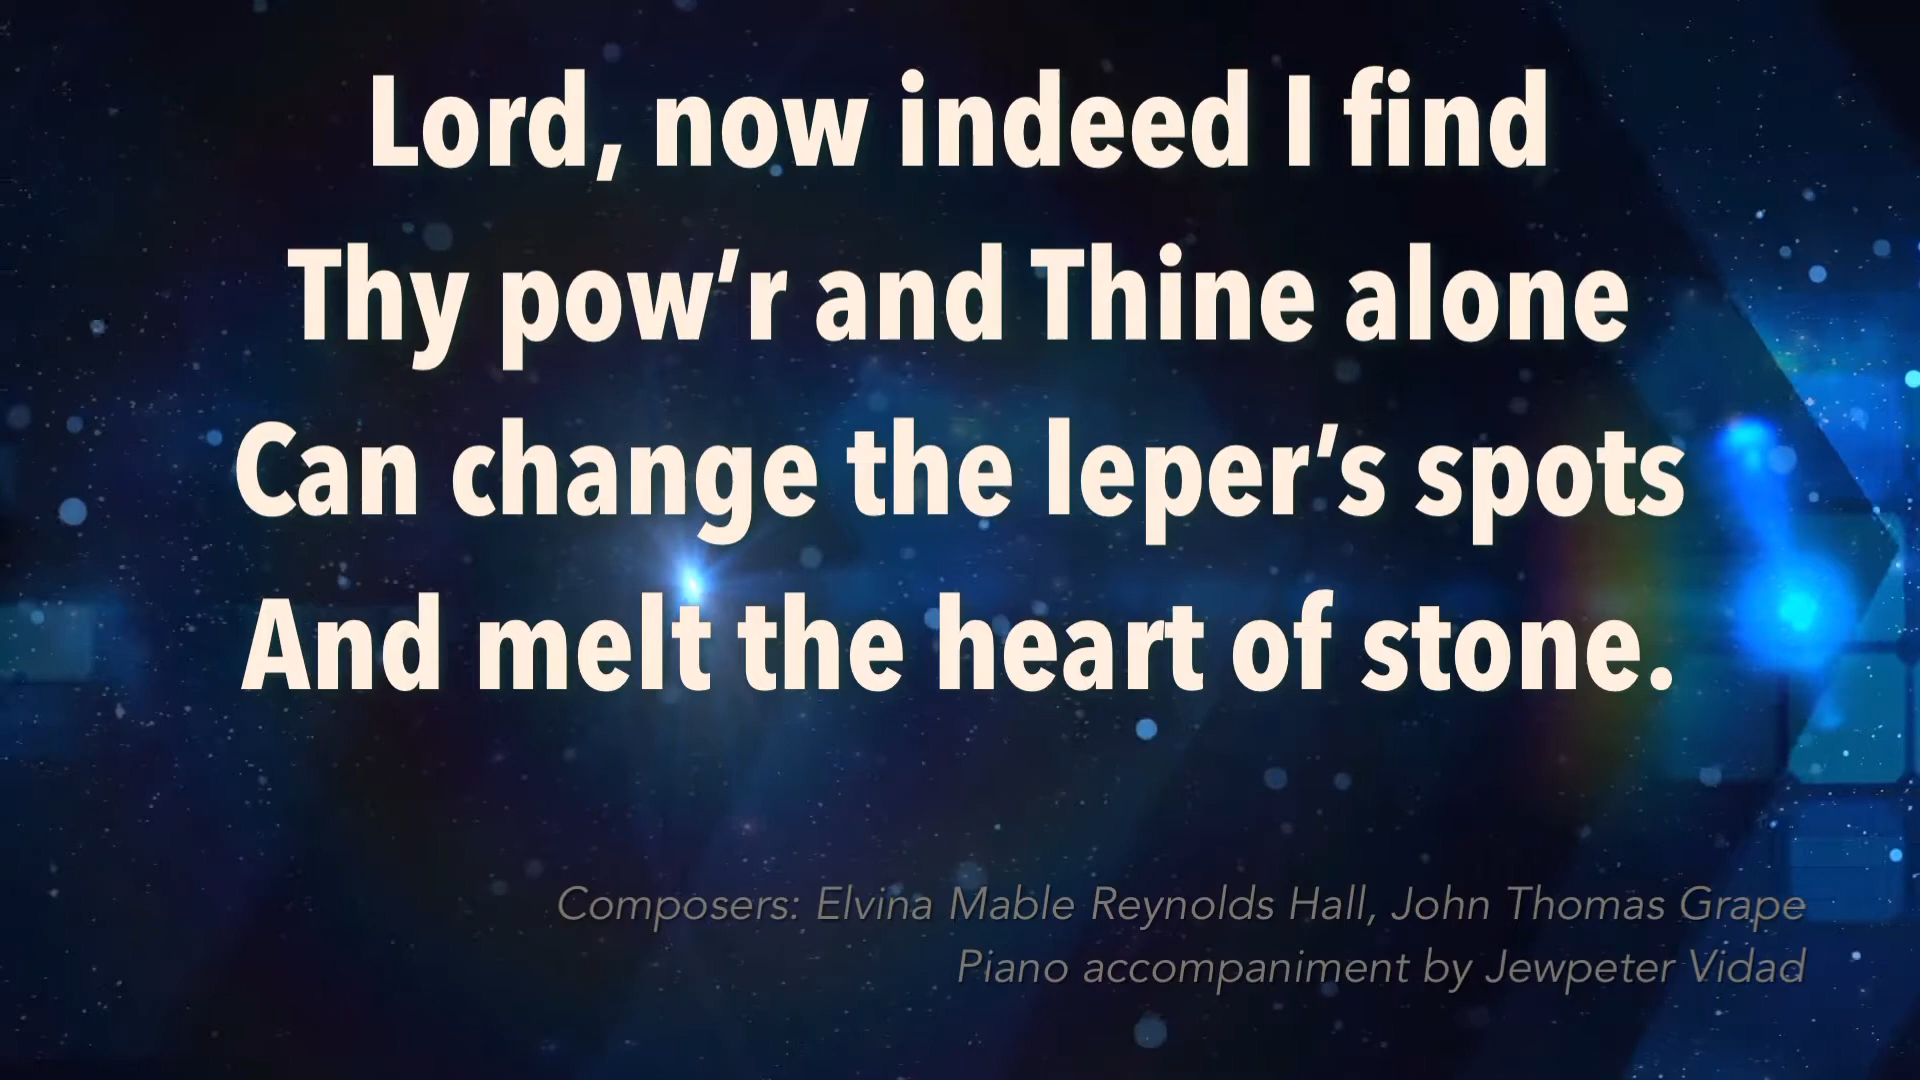 Lord, now indeed I find
Thy pow’r and Thine alone
Can change the leper’s spots
And melt the heart of stone.
Composers: Elvina Mable Reynolds Hall, John Thomas Grape
Piano accompaniment by Jewpeter Vidad